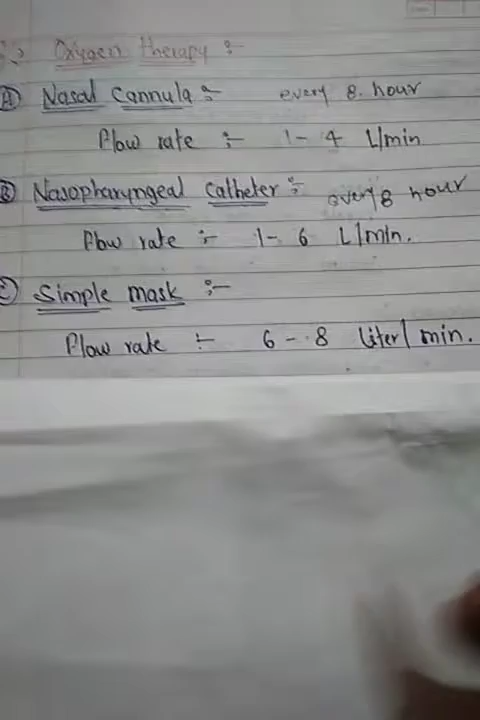 Oxygen therapy :-
(A) Nasal Cannula :- every 8. hour
Flow rate :- 1 - 4 L/min
(B) Nasopharyngeal Catheter :- every 8 hour
Flow rate :- 1 - 6 L/min.
(C) Simple mask :-
Flow rate :- 6 - 8 liter/min.